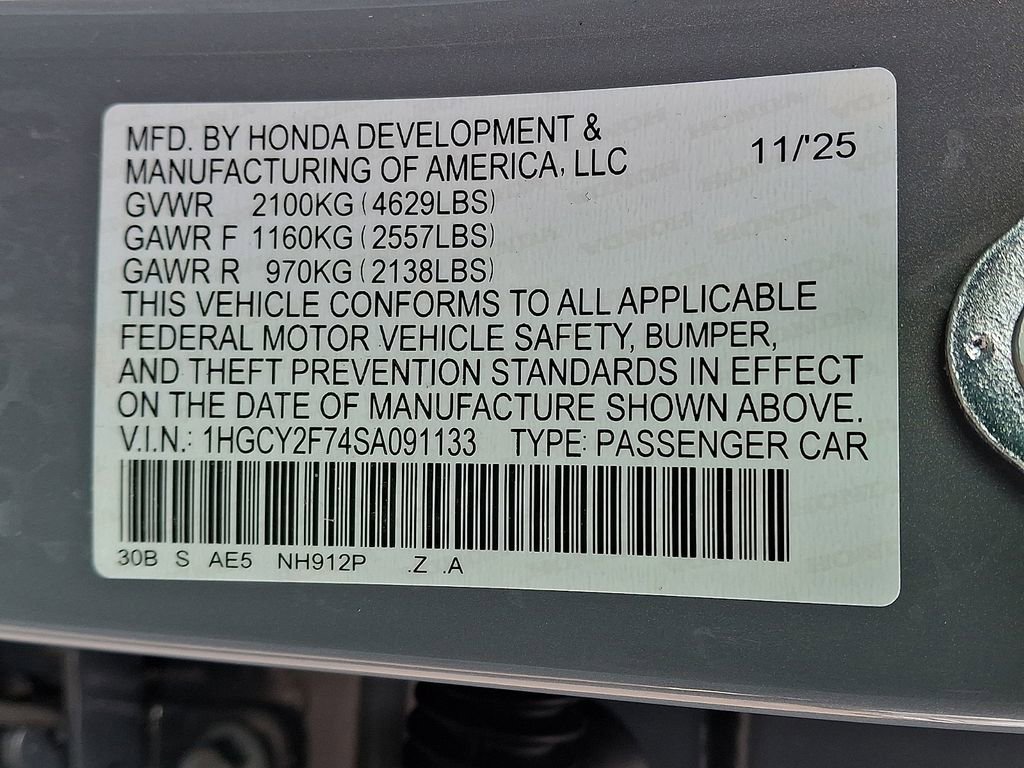 MFD. BY HONDA DEVELOPMENT &
MANUFACTURING OF AMERICA, LLC 11/'25
GVWR 2100KG (4629LBS)
GAWR F 1160KG (2557LBS)
GAWR R 970KG (2138LBS)
THIS VEHICLE CONFORMS TO ALL APPLICABLE
FEDERAL MOTOR VEHICLE SAFETY, BUMPER,
AND THEFT PREVENTION STANDARDS IN EFFECT
ON THE DATE OF MANUFACTURE SHOWN ABOVE.
V.I.N.: 1HGCY2F74SA091133 TYPE: PASSENGER CAR
30B S AE5 NH912P .Z .A